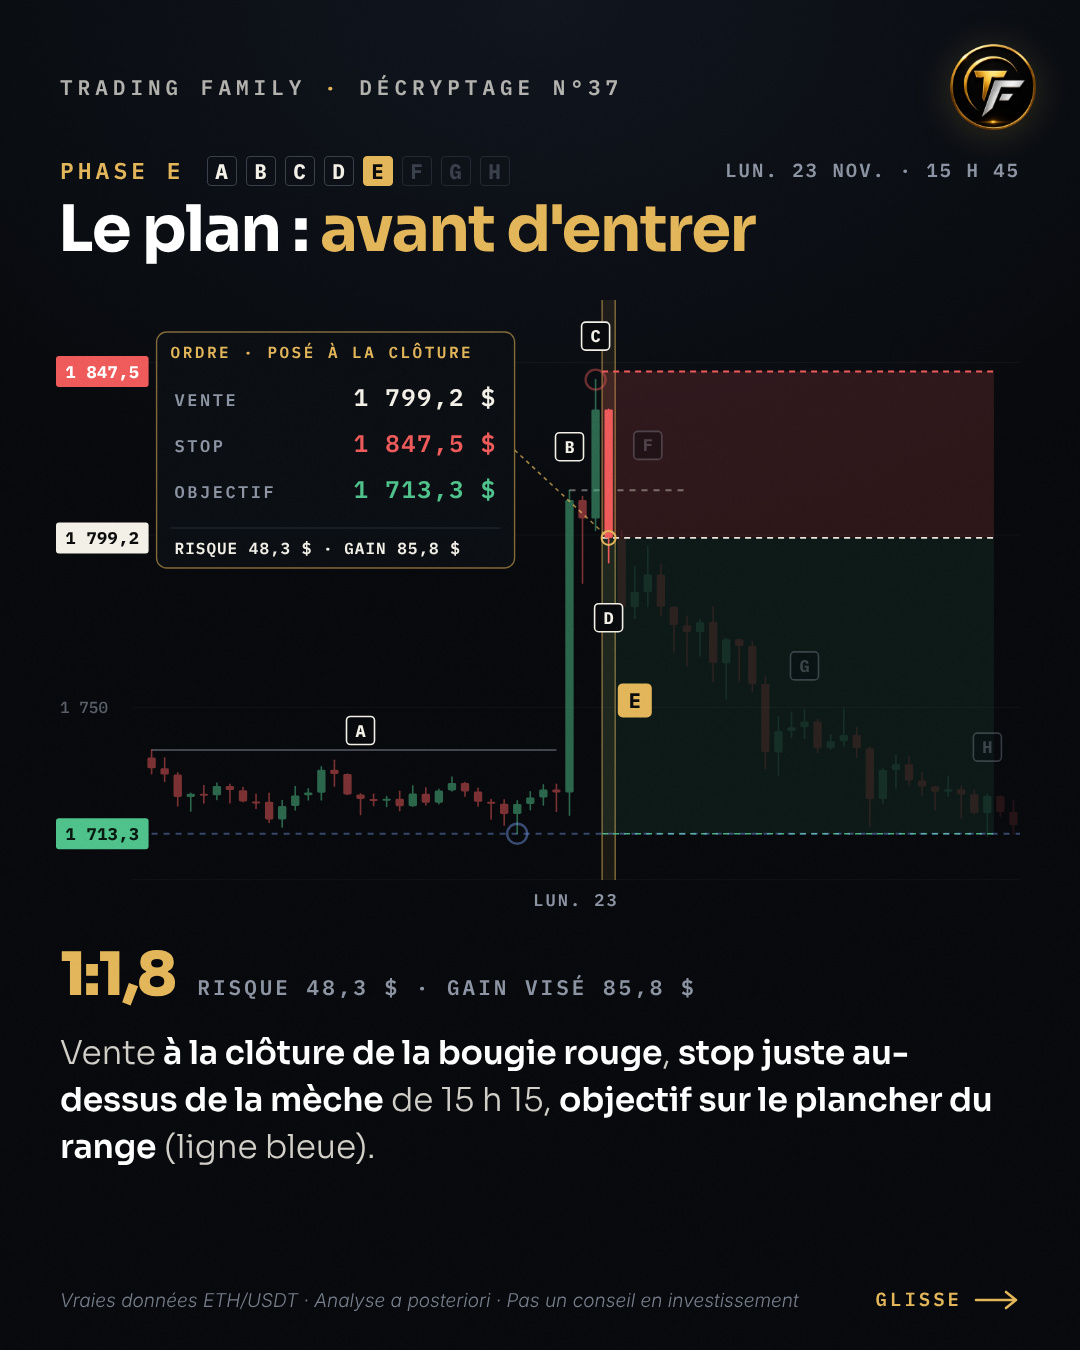 TRADING FAMILY · DÉCRYPTAGE N°37
TF
PHASE E A B C D E F G H
LUN. 23 NOV. · 15 H 45
Le plan : avant d'entrer
C
ORDRE · POSÉ À LA CLÔTURE
1 847,5
VENTE 1 799,2 $
STOP 1 847,5 $
B
F
OBJECTIF 1 713,3 $
1 799,2
RISQUE 48,3 $ · GAIN 85,8 $
D
G
E
1 750
A
H
1 713,3
LUN. 23
1:1,8 RISQUE 48,3 $ · GAIN VISÉ 85,8 $
Vente à la clôture de la bougie rouge, stop juste au-
dessus de la mèche de 15 h 15, objectif sur le plancher du
range (ligne bleue).
Vraies données ETH/USDT · Analyse a posteriori · Pas un conseil en investissement
GLISSE